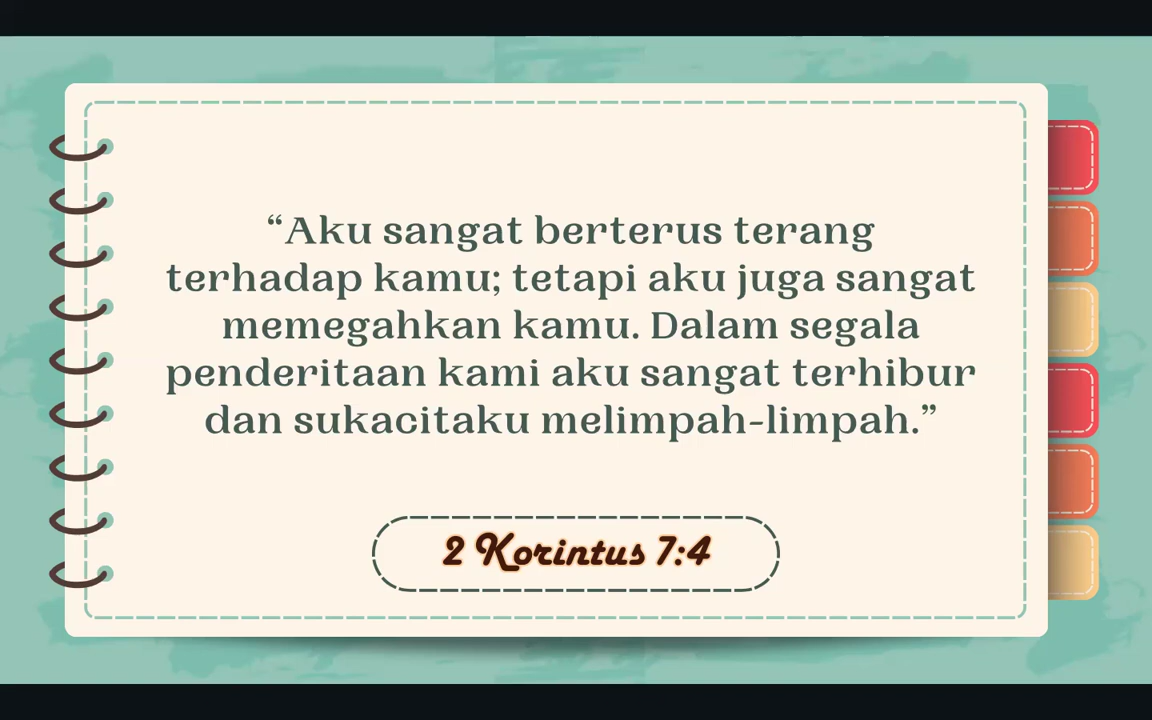 “Aku sangat berterus terang
terhadap kamu; tetapi aku juga sangat
memegahkan kamu. Dalam segala
penderitaan kami aku sangat terhibur
dan sukacitaku melimpah-limpah.”
2 Korintus 7:4